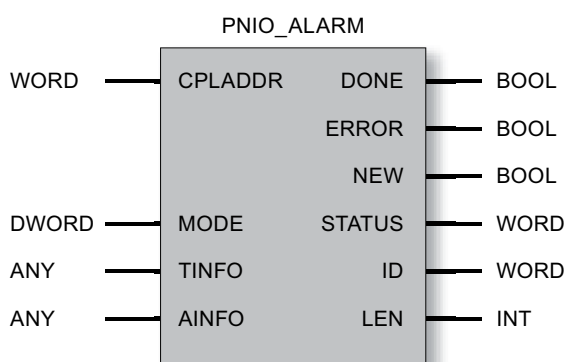 PNIO_ALARM
WORD CPLADDR DONE BOOL
ERROR BOOL
NEW BOOL
DWORD MODE STATUS WORD
ANY TINFO ID WORD
ANY AINFO LEN INT